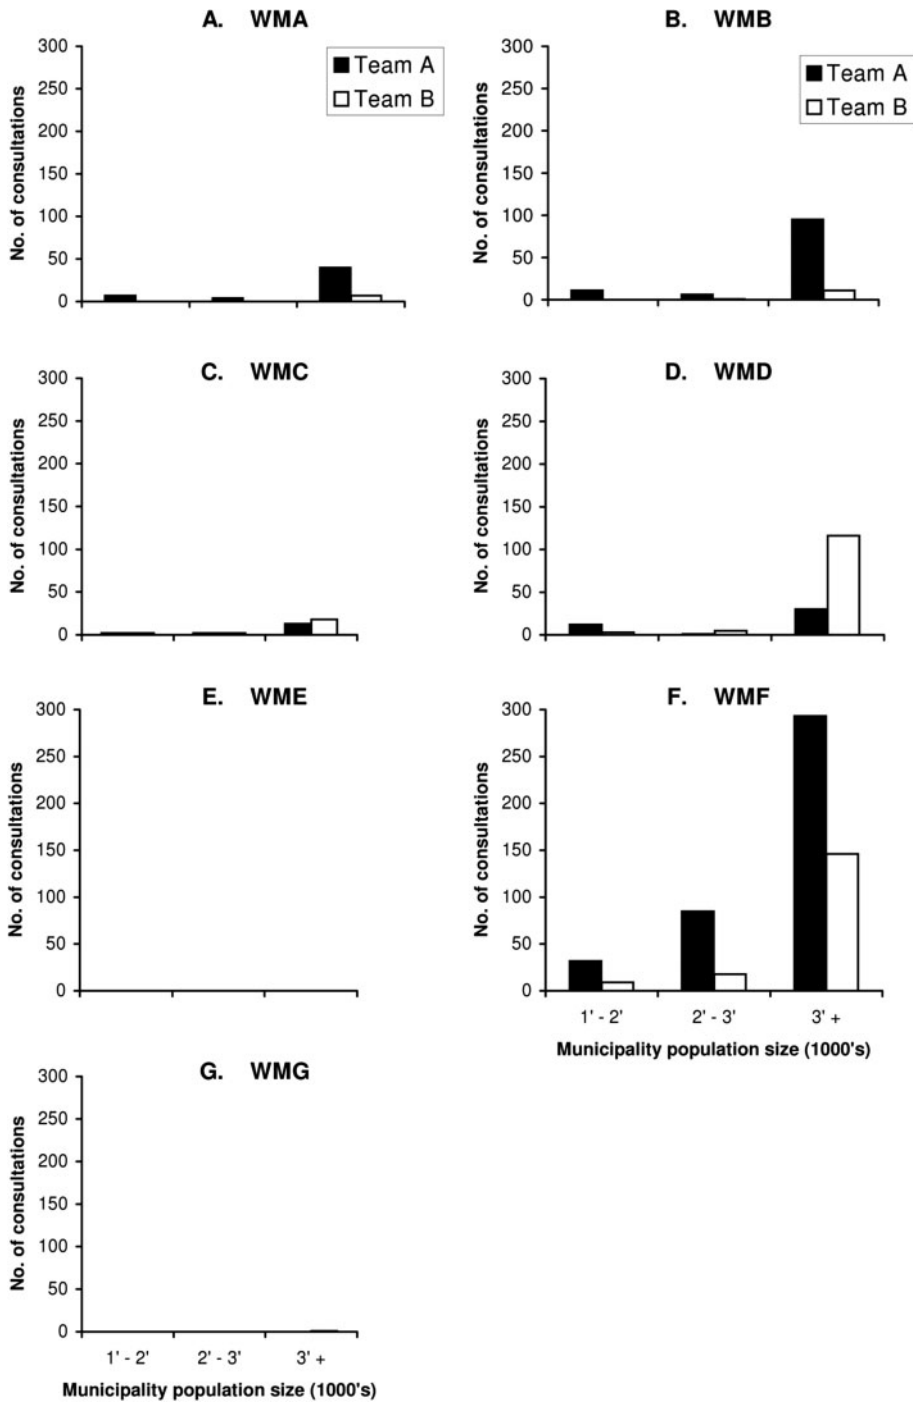 A. WMA
No. of consultations
300
250
200
150
100
50
0
Team A
Team B
B. WMB
No. of consultations
300
250
200
150
100
50
0
Team A
Team B
C. WMC
No. of consultations
300
250
200
150
100
50
0
D. WMD
No. of consultations
300
250
200
150
100
50
0
E. WME
No. of consultations
300
250
200
150
100
50
0
F. WMF
No. of consultations
300
250
200
150
100
50
0
1' - 2' 2' - 3' 3' +
Municipality population size (1000's)
G. WMG
No. of consultations
300
250
200
150
100
50
0
1' - 2' 2' - 3' 3' +
Municipality population size (1000's)